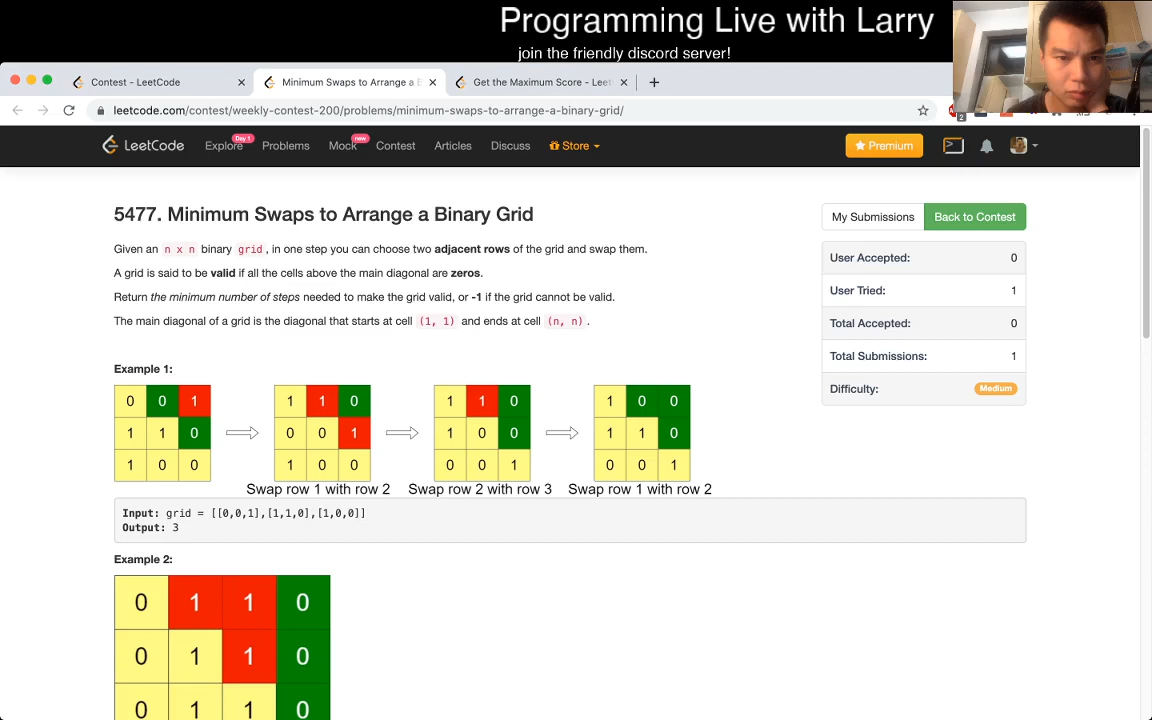 Programming Live with Larry
join the friendly discord server!
Contest - LeetCode
Minimum Swaps to Arrange a B
Get the Maximum Score - Leet
leetcode.com/contest/weekly-contest-200/problems/minimum-swaps-to-arrange-a-binary-grid/
2
LeetCode
Explore
Day 1
Problems
Mock
new
Contest
Articles
Discuss
Store
Premium
5477. Minimum Swaps to Arrange a Binary Grid
My Submissions
Back to Contest
Given an n x n binary grid, in one step you can choose two adjacent rows of the grid and swap them.
A grid is said to be valid if all the cells above the main diagonal are zeros.
Return the minimum number of steps needed to make the grid valid, or -1 if the grid cannot be valid.
The main diagonal of a grid is the diagonal that starts at cell (1, 1) and ends at cell (n, n).
User Accepted: 0
User Tried: 1
Total Accepted: 0
Total Submissions: 1
Difficulty: Medium
Example 1:
0 0 1 1 1 0 1 1 0 1 0 0
1 1 0 0 0 1 1 0 0 1 1 0
1 0 0 1 0 0 0 0 1 0 0 1
Swap row 1 with row 2 Swap row 2 with row 3 Swap row 1 with row 2
Input: grid = [[0,0,1],[1,1,0],[1,0,0]]
Output: 3
Example 2:
0 1 1 0
0 1 1 0
0 1 1 0